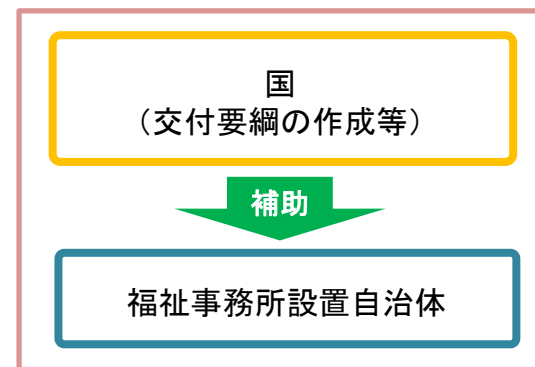 国
（交付要綱の作成等）
補助
福祉事務所設置自治体